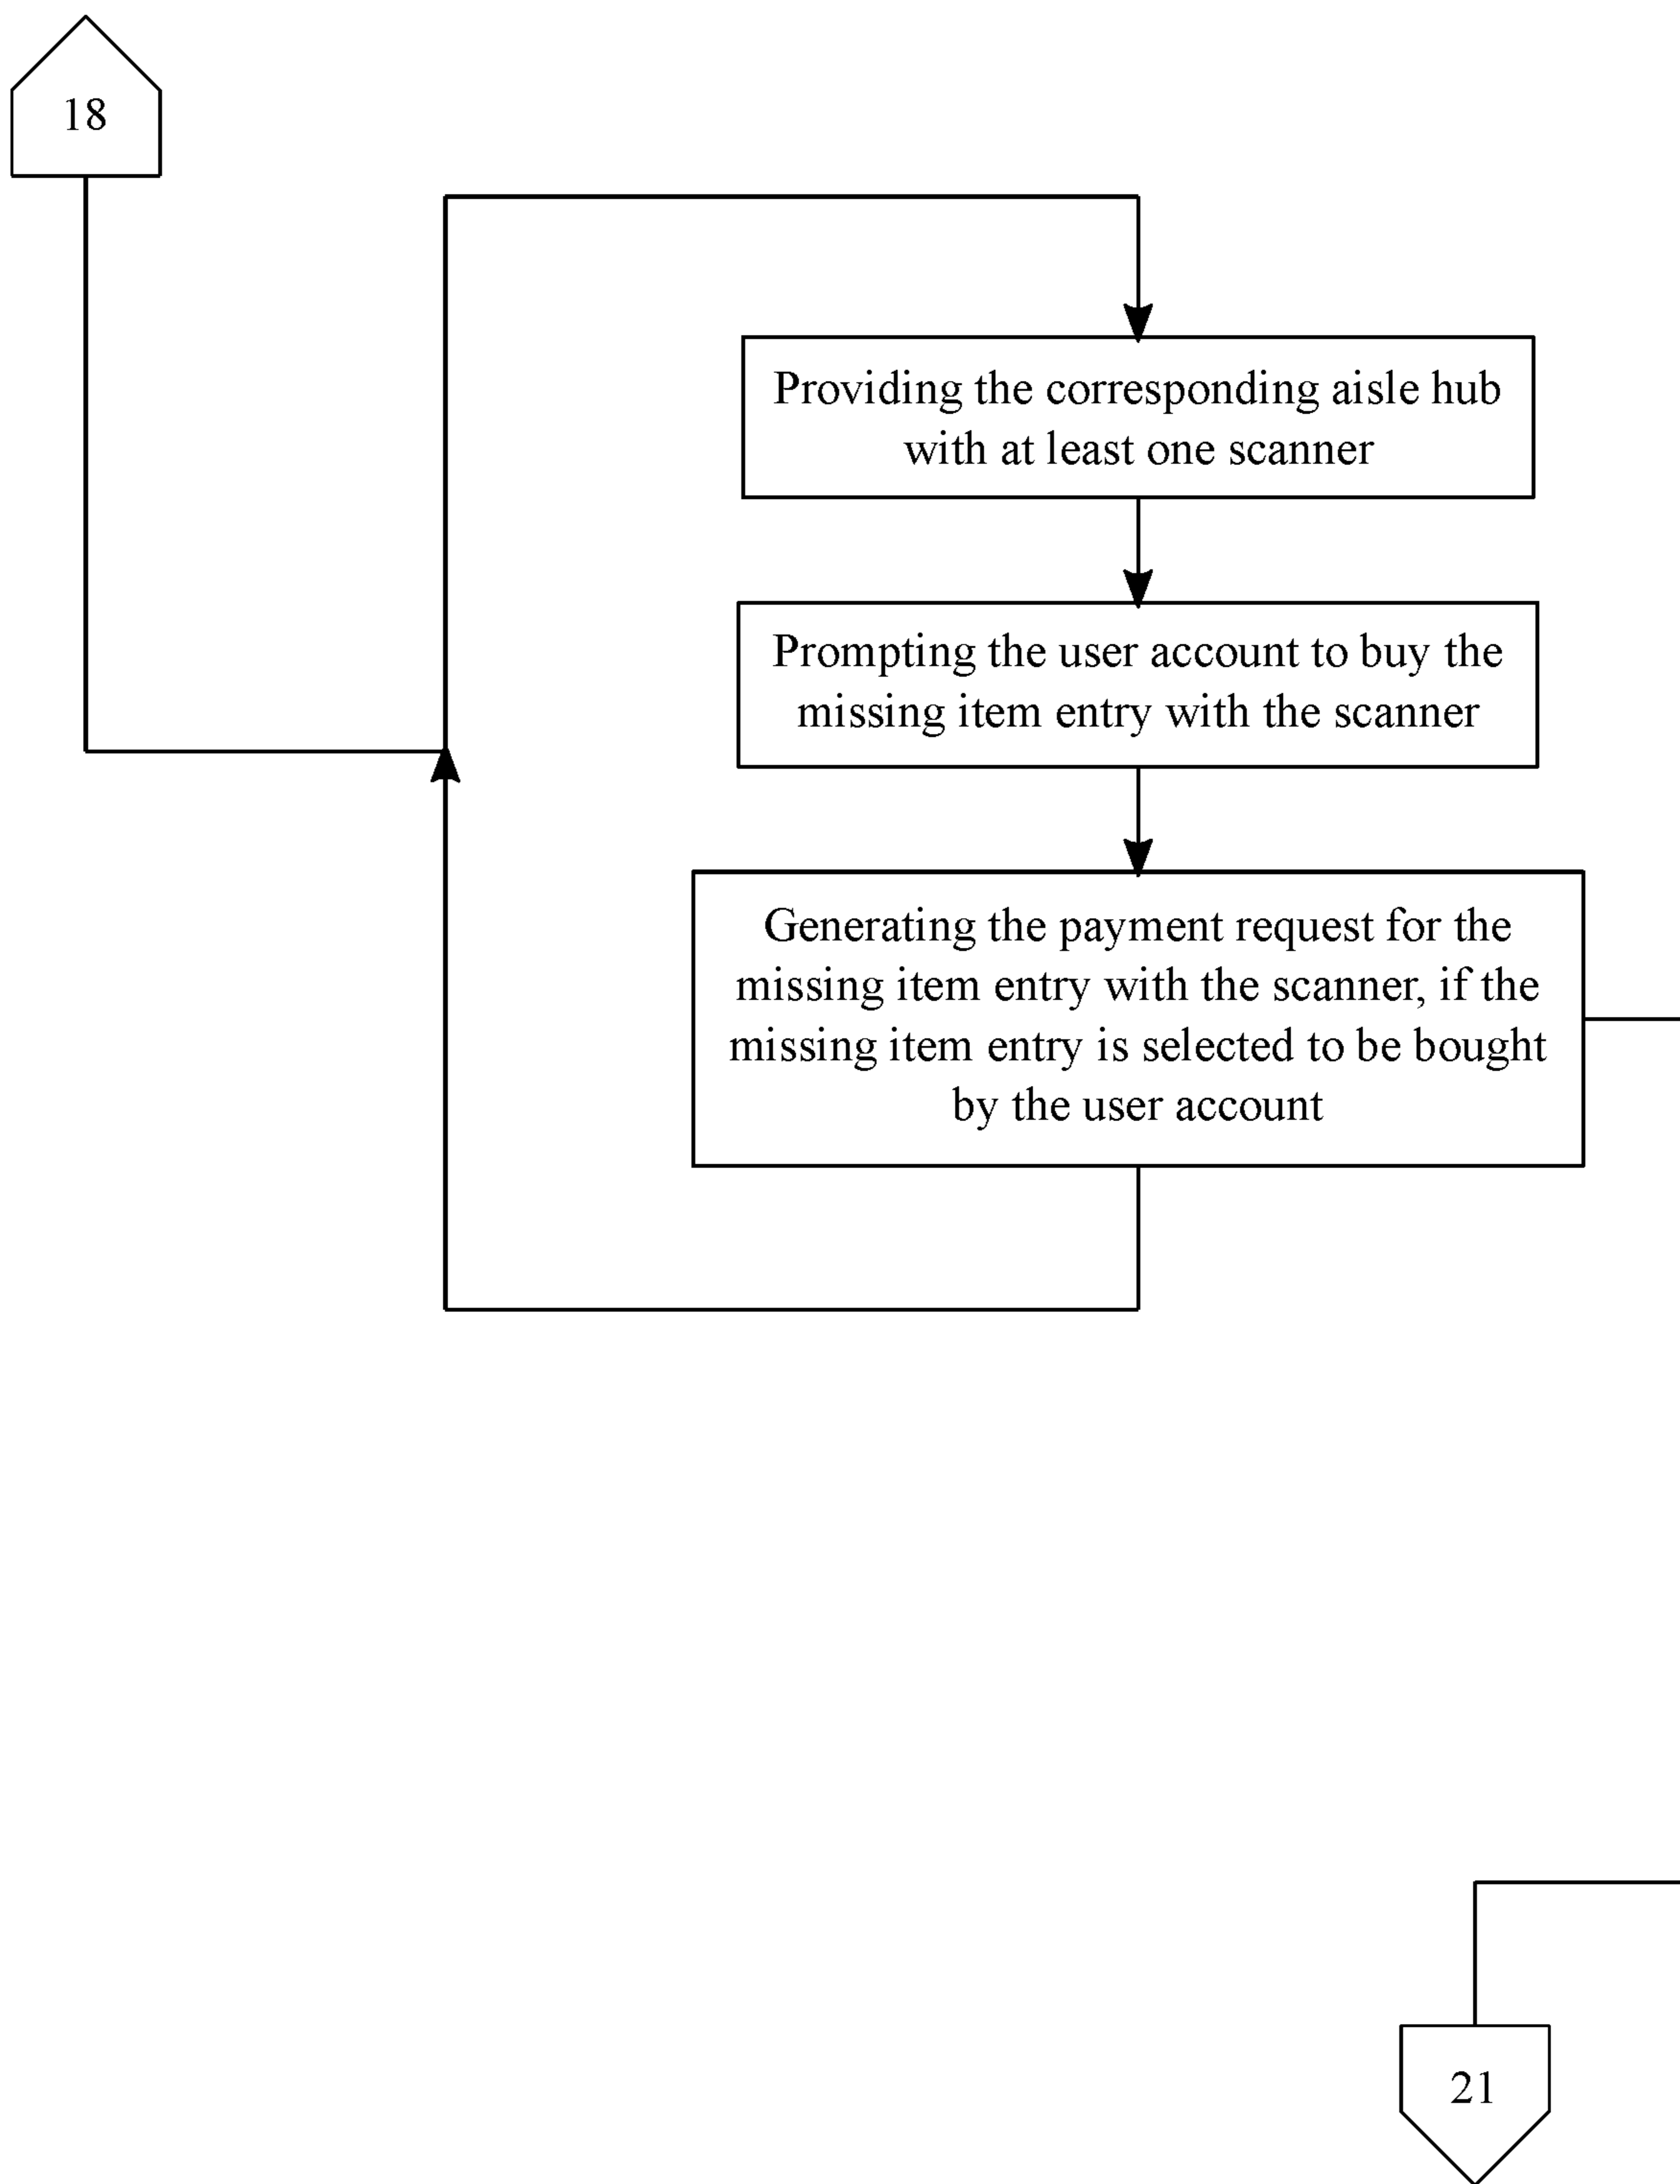 18
Providing the corresponding aisle hub
with at least one scanner
Prompting the user account to buy the
missing item entry with the scanner
Generating the payment request for the
missing item entry with the scanner, if the
missing item entry is selected to be bought
by the user account
21